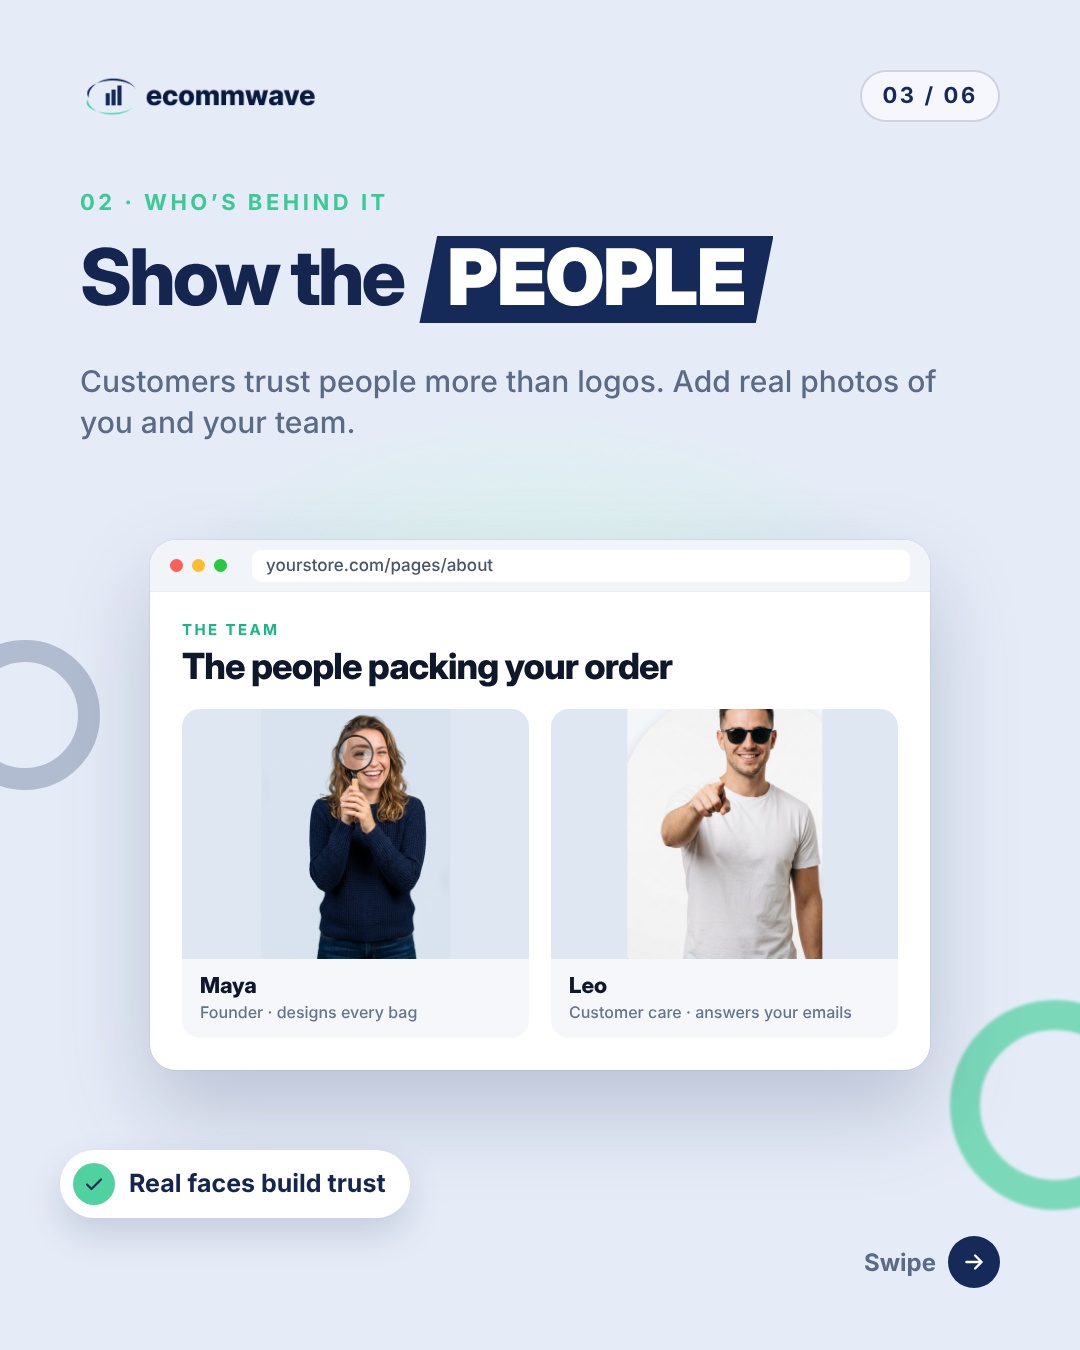 ecommwave
03 / 06
02 · WHO’S BEHIND IT
Show the PEOPLE
Customers trust people more than logos. Add real photos of
you and your team.
yourstore.com/pages/about
THE TEAM
The people packing your order
Maya
Founder · designs every bag
Leo
Customer care · answers your emails
Real faces build trust
Swipe